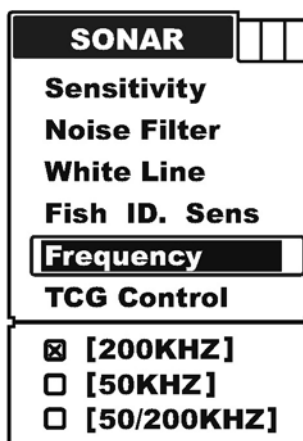 SONAR
Sensitivity
Noise Filter
White Line
Fish ID. Sens
Frequency
TCG Control
[200KHZ]
[50KHZ]
[50/200KHZ]